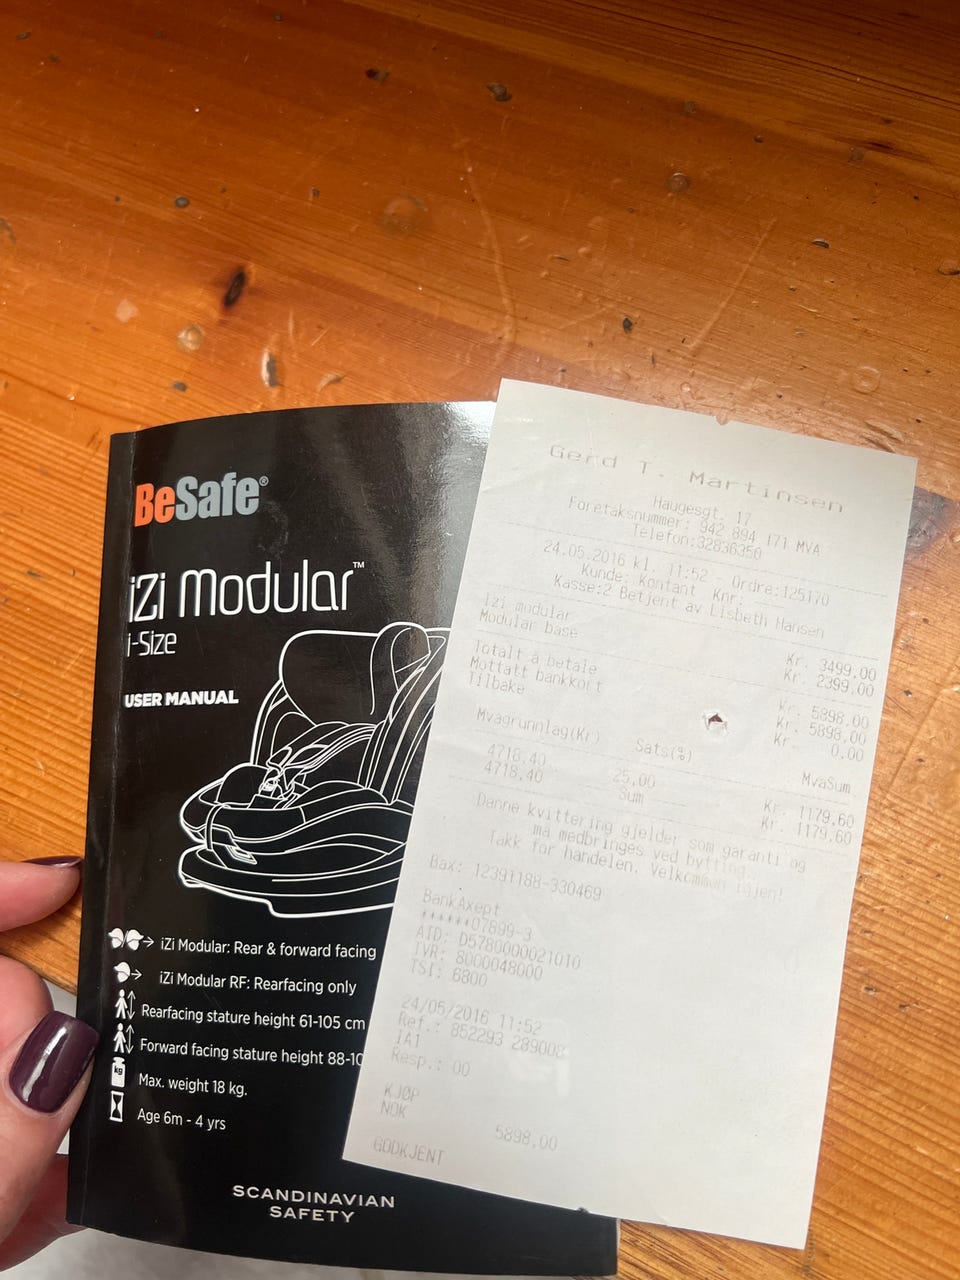 BeSafe®
iZi Modular™
i-Size
USER MANUAL
iZi Modular: Rear & forward facing
iZi Modular RF: Rearfacing only
Rearfacing stature height 61-105 cm
Forward facing stature height 88-10
kg
Max. weight 18 kg.
Age 6m - 4 yrs
SCANDINAVIAN
SAFETY
Gerd T. Martinsen
Haugesgt. 17
Foretaksnummer: 942 894 171 MVA
Telefon:32836350
24.05.2016 kl. 11:52 - Ordre:125170
Kunde: Kontant Knr:
Kasse:2 Betjent av Lisbeth Hansen
Izi modular Kr. 3499.00
Modular base Kr. 2399.00
Totalt å betale Kr. 5898.00
Mottatt bankkort Kr. 5898.00
Tilbake Kr. 0.00
Mvagrunnlag(Kr) Sats(%) MvaSum
4718.40 25,00 Kr. 1179.60
4718.40 Sum Kr. 1179.60
Denne kvittering gjelder som garanti og
må medbringes ved bytting..
Takk for handelen. Velkommen igjen!
Bax: 12391188-330469
BankAxept
******07899-3
AID: D5780000021010
TVR: 8000048000
TSI: 6800
24/05/2016 11:52
Ref.: 852293 289008
1A1
Resp.: 00
KJØP
NOK 5898,00
GODKJENT